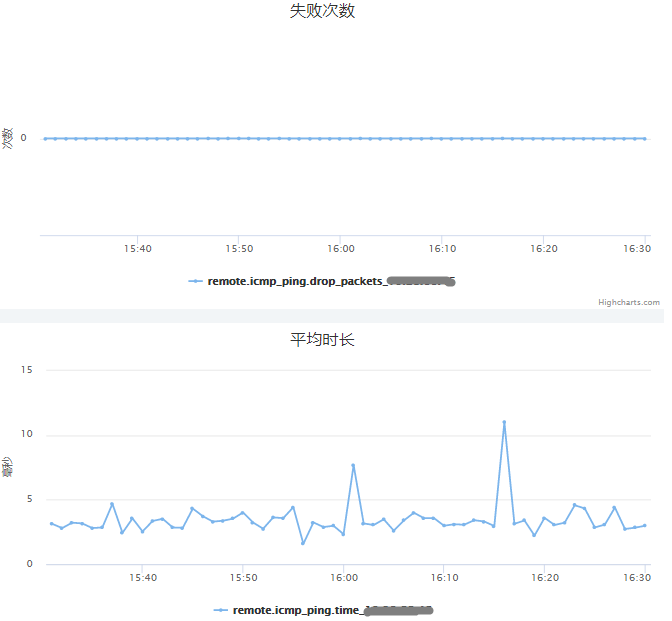 失败次数
次数
0
15:40 15:50 16:00 16:10 16:20 16:30
remote.icmp_ping.drop_packets_
Highcharts.com
平均时长
毫秒
15
10
5
0
15:40 15:50 16:00 16:10 16:20 16:30
remote.icmp_ping.time_